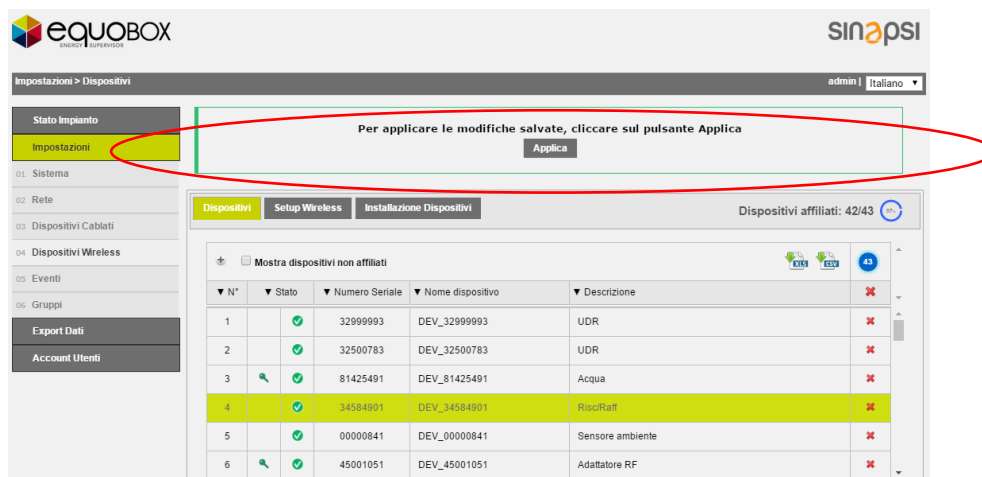 equobox
ENERGY SUPERVISOR
sinapsi
Impostazioni > Dispositivi
admin | Italiano ▼
Stato Impianto
Impostazioni
01 Sistema
02 Rete
03 Dispositivi Cablati
04 Dispositivi Wireless
05 Eventi
06 Gruppi
Export Dati
Account Utenti
Per applicare le modifiche salvate, cliccare sul pulsante Applica
Applica
Dispositivi Setup Wireless Installazione Dispositivi Dispositivi affiliati: 42/43
Mostra dispositivi non affiliati XLS CSV 43
▼ N° ▼ Stato ▼ Numero Seriale ▼ Nome dispositivo ▼ Descrizione
1 32999993 DEV_32999993 UDR
2 32500783 DEV_32500783 UDR
3 81425491 DEV_81425491 Acqua
4 34584901 DEV_34584901 Risc/Raff
5 00000841 DEV_00000841 Sensore ambiente
6 45001051 DEV_45001051 Adattatore RF